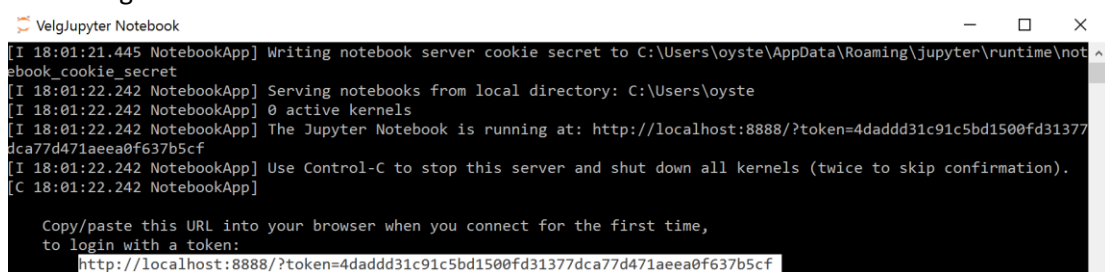 VelgJupyter Notebook
[I 18:01:21.445 NotebookApp] Writing notebook server cookie secret to C:\Users\oyste\AppData\Roaming\jupyter\runtime\not
ebook_cookie_secret
[I 18:01:22.242 NotebookApp] Serving notebooks from local directory: C:\Users\oyste
[I 18:01:22.242 NotebookApp] 0 active kernels
[I 18:01:22.242 NotebookApp] The Jupyter Notebook is running at: http://localhost:8888/?token=4daddd31c91c5bd1500fd31377
dca77d471aeea0f637b5cf
[I 18:01:22.242 NotebookApp] Use Control-C to stop this server and shut down all kernels (twice to skip confirmation).
[C 18:01:22.242 NotebookApp]
Copy/paste this URL into your browser when you connect for the first time,
to login with a token:
http://localhost:8888/?token=4daddd31c91c5bd1500fd31377dca77d471aeea0f637b5cf